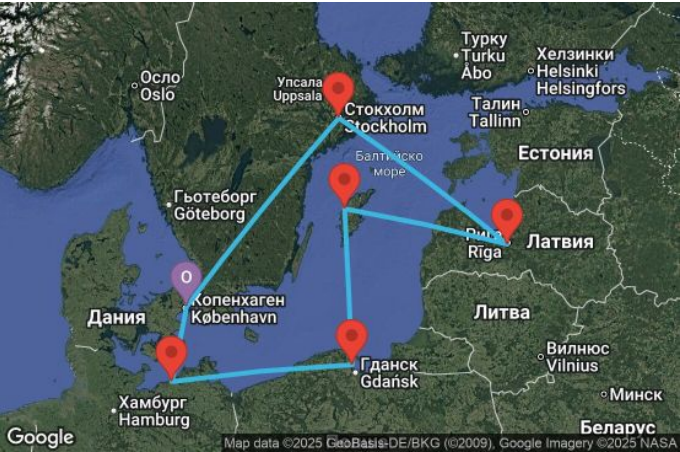 Турку
Turku
Åbo
Хелзинки
Helsinki
Helsingfors
Осло
Oslo
Упсала
Uppsala
Стокхолм
Stockholm
Талин
Tallinn
Балтийско
море
Естония
Гьотеборг
Göteborg
Рига
Rīga
Латвия
O
Копенхаген
København
Дания
Литва
Вилнюс
Vilnius
Гданск
Gdańsk
Минск
Хамбург
Hamburg
Беларус
Google
Map data ©2025 GeoBasis-DE/BKG (©2009), Google Imagery ©2025 NASA